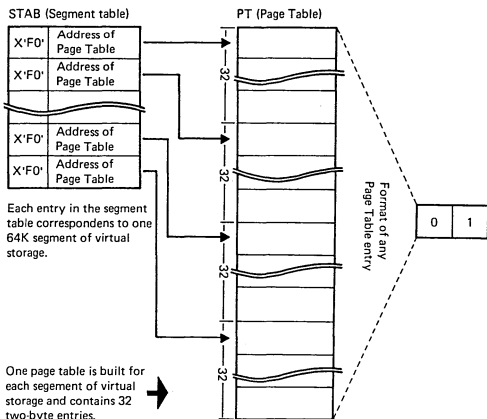 STAB (Segment table)
PT (Page Table)
X'F0' Address of
Page Table
X'F0' Address of
Page Table
X'F0' Address of
Page Table
X'F0' Address of
Page Table
32
32
32
32
Format of any
Page Table entry
0 1
Each entry in the segment
table correspondens to one
64K segment of virtual
storage.
One page table is built for
each segement of virtual
storage and contains 32
two-byte entries.